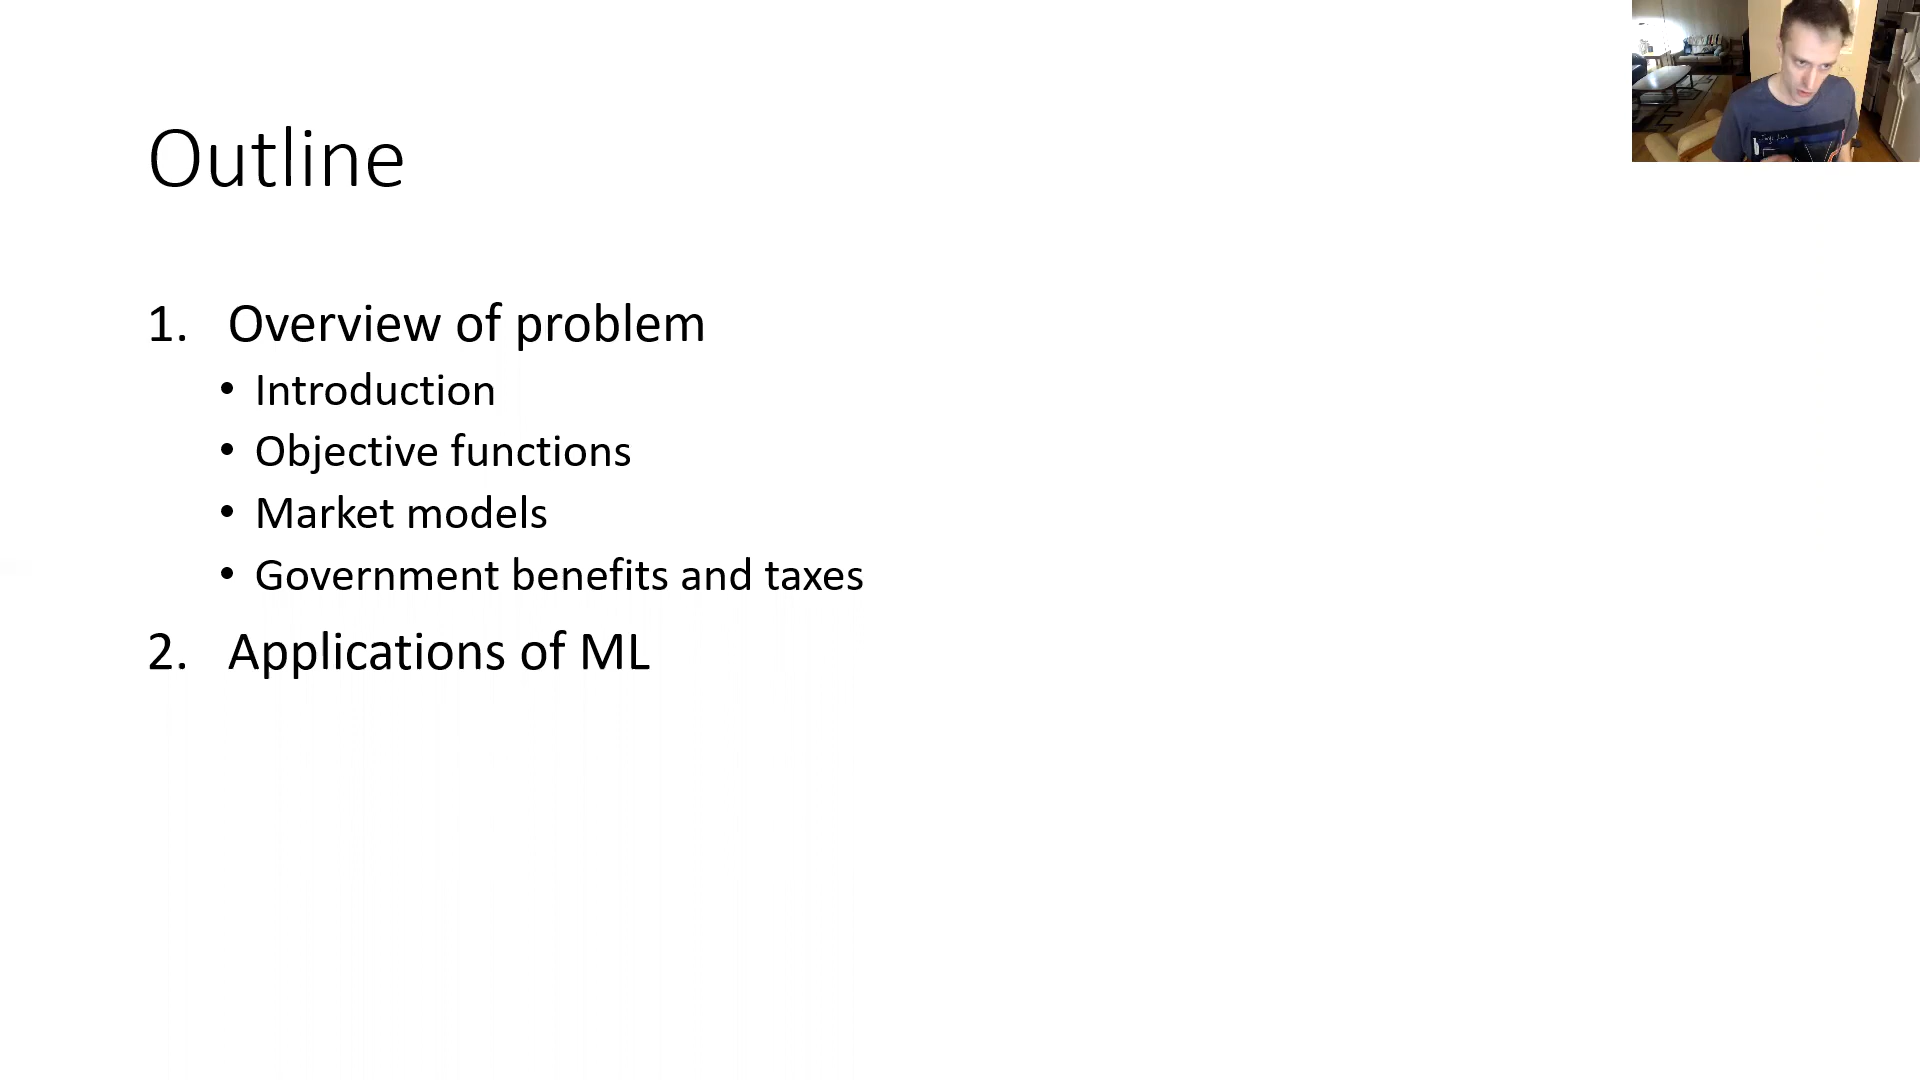 Outline
1. Overview of problem
• Introduction
• Objective functions
• Market models
• Government benefits and taxes
2. Applications of ML